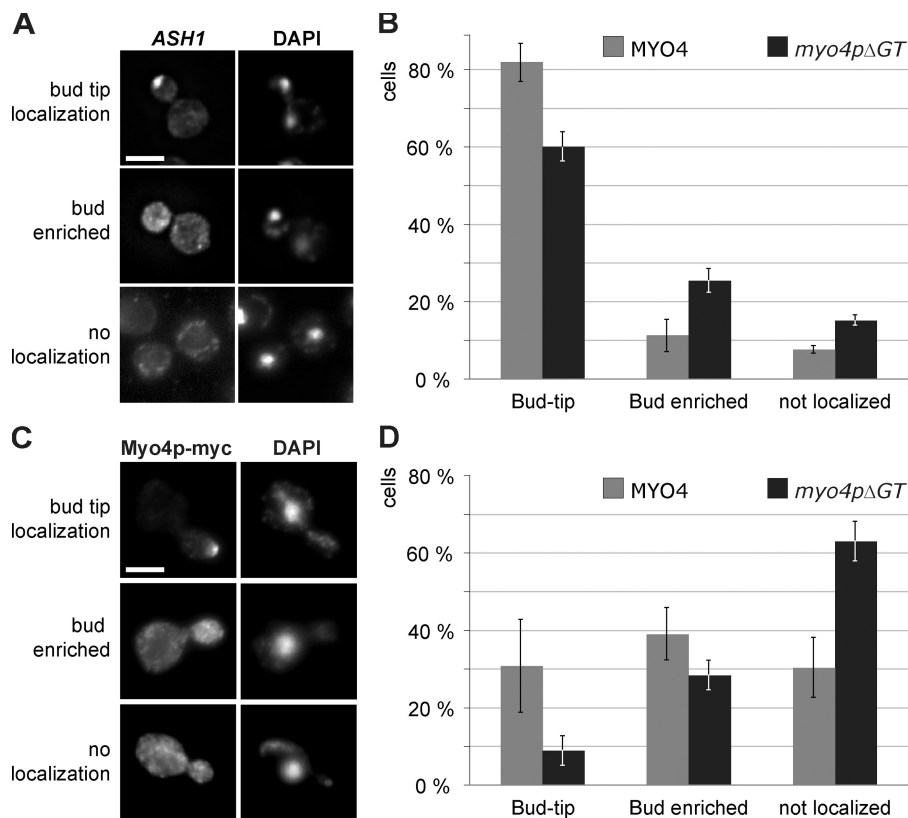 A
ASH1
DAPI
bud tip
localization
bud
enriched
no
localization
B
cells
MYO4
myo4pΔGT
80 %
60 %
40 %
20 %
0 %
Bud-tip
Bud enriched
not localized
C
Myo4p-myc
DAPI
bud tip
localization
bud
enriched
no
localization
D
cells
MYO4
myo4pΔGT
80 %
60 %
40 %
20 %
0 %
Bud-tip
Bud enriched
not localized